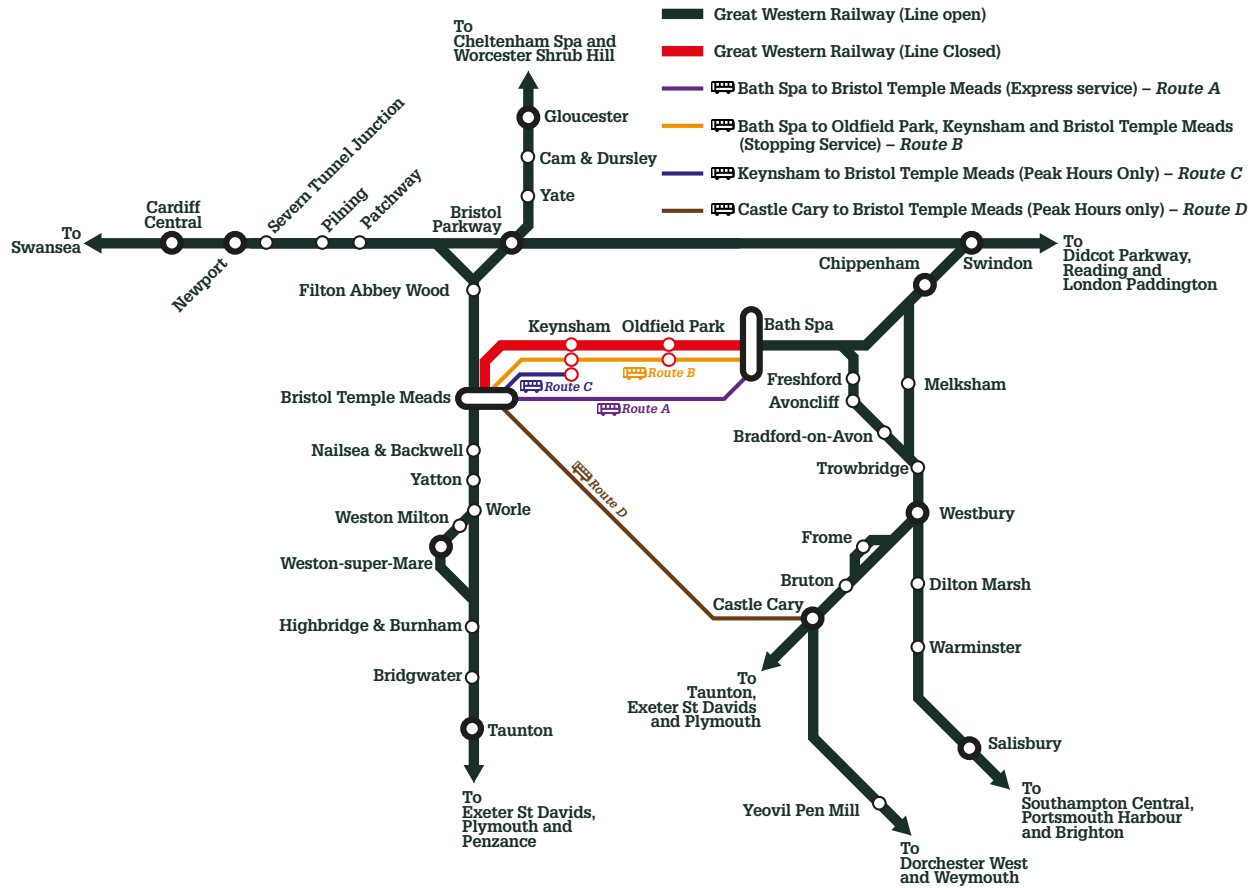 Great Western Railway (Line open)
Great Western Railway (Line Closed)
Bath Spa to Bristol Temple Meads (Express service) – Route A
Bath Spa to Oldfield Park, Keynsham and Bristol Temple Meads
(Stopping Service) – Route B
Keynsham to Bristol Temple Meads (Peak Hours Only) – Route C
Castle Cary to Bristol Temple Meads (Peak Hours only) – Route D
To
Cheltenham Spa and
Worcester Shrub Hill
Gloucester
Cam & Dursley
Yate
Bristol
Parkway
Patchway
Pilning
Severn Tunnel Junction
Newport
Cardiff
Central
To
Swansea
To
Didcot Parkway,
Reading and
London Paddington
Swindon
Chippenham
Filton Abbey Wood
Keynsham
Oldfield Park
Bath Spa
Route B
Route C
Route A
Bristol Temple Meads
Freshford
Avoncliff
Bradford-on-Avon
Melksham
Trowbridge
Nailsea & Backwell
Yatton
Worle
Weston Milton
Weston-super-Mare
Route D
Westbury
Frome
Bruton
Castle Cary
Dilton Marsh
Warminster
Highbridge & Burnham
Bridgwater
Taunton
To
Exeter St Davids,
Plymouth and
Penzance
To
Taunton,
Exeter St Davids
and Plymouth
Salisbury
To
Southampton Central,
Portsmouth Harbour
and Brighton
Yeovil Pen Mill
To
Dorchester West
and Weymouth